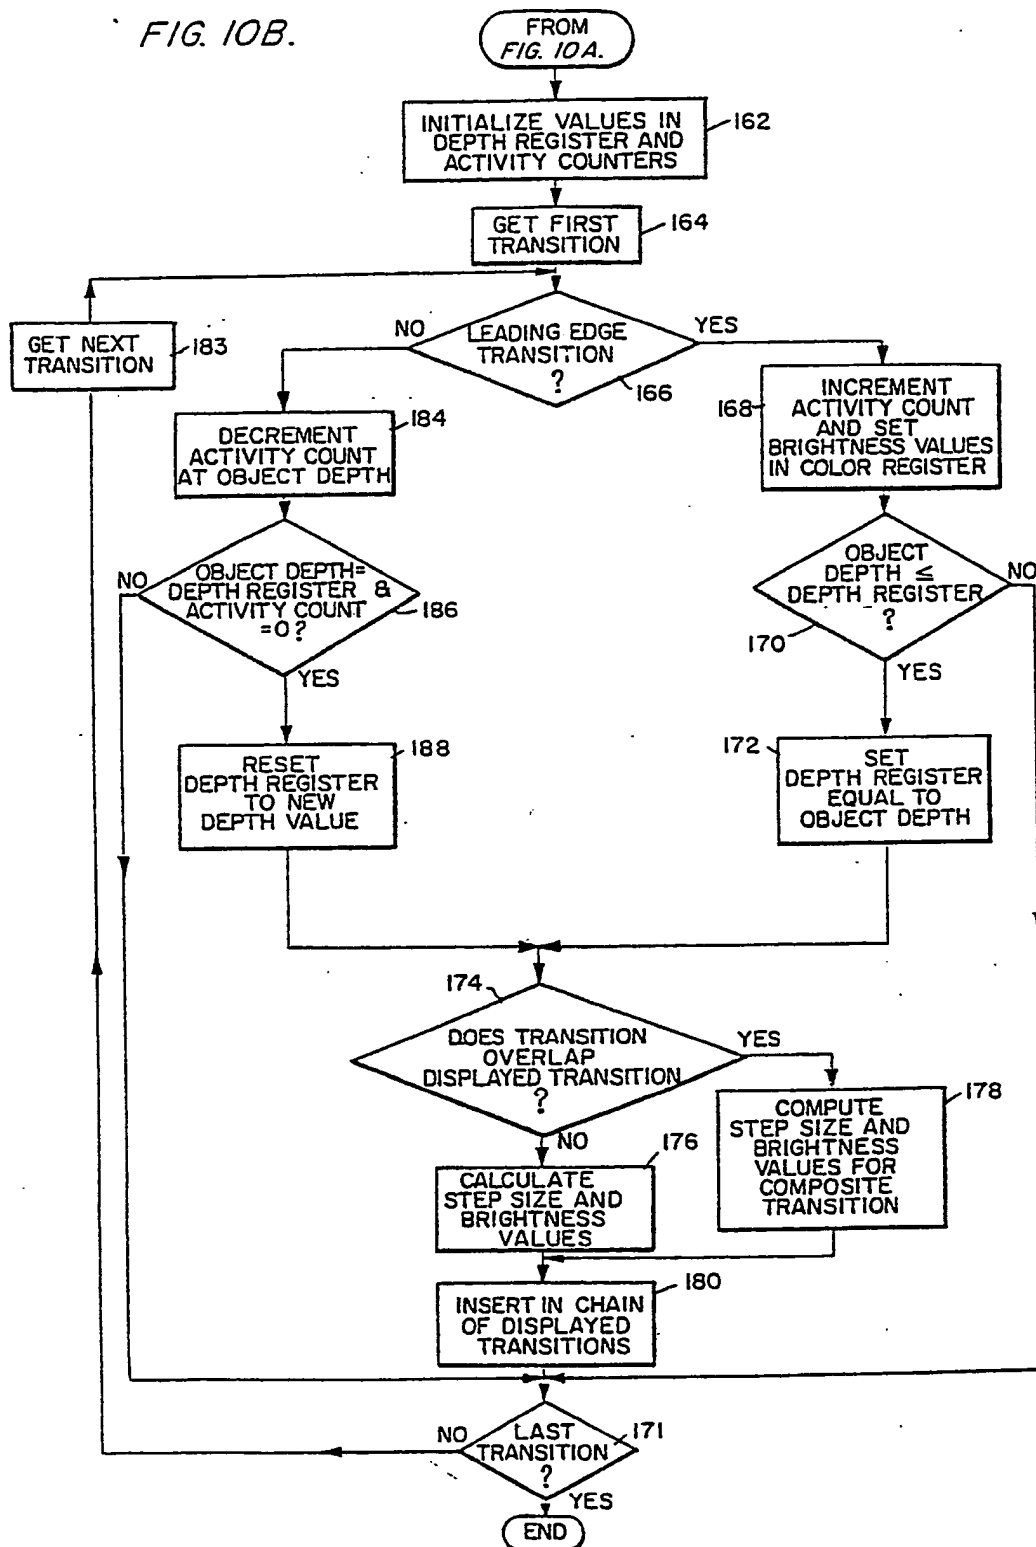 FIG. 10B.
FROM
FIG. 10A.
INITIALIZE VALUES IN
DEPTH REGISTER AND
ACTIVITY COUNTERS
162
GET FIRST
TRANSITION
164
GET NEXT
TRANSITION
183
NO
LEADING EDGE
TRANSITION
?
YES
166
184
DECREMENT
ACTIVITY COUNT
AT OBJECT DEPTH
168
INCREMENT
ACTIVITY COUNT
AND SET
BRIGHTNESS VALUES
IN COLOR REGISTER
NO
OBJECT DEPTH=
DEPTH REGISTER &
ACTIVITY COUNT
=0?
186
YES
OBJECT
DEPTH ≤
DEPTH REGISTER
?
NO
170
YES
188
RESET
DEPTH REGISTER
TO NEW
DEPTH VALUE
172
SET
DEPTH REGISTER
EQUAL TO
OBJECT DEPTH
174
DOES TRANSITION
OVERLAP
DISPLAYED TRANSITION
?
YES
NO
176
CALCULATE
STEP SIZE AND
BRIGHTNESS
VALUES
178
COMPUTE
STEP SIZE AND
BRIGHTNESS
VALUES FOR
COMPOSITE
TRANSITION
180
INSERT IN CHAIN
OF DISPLAYED
TRANSITIONS
NO
LAST
TRANSITION
?
171
YES
END